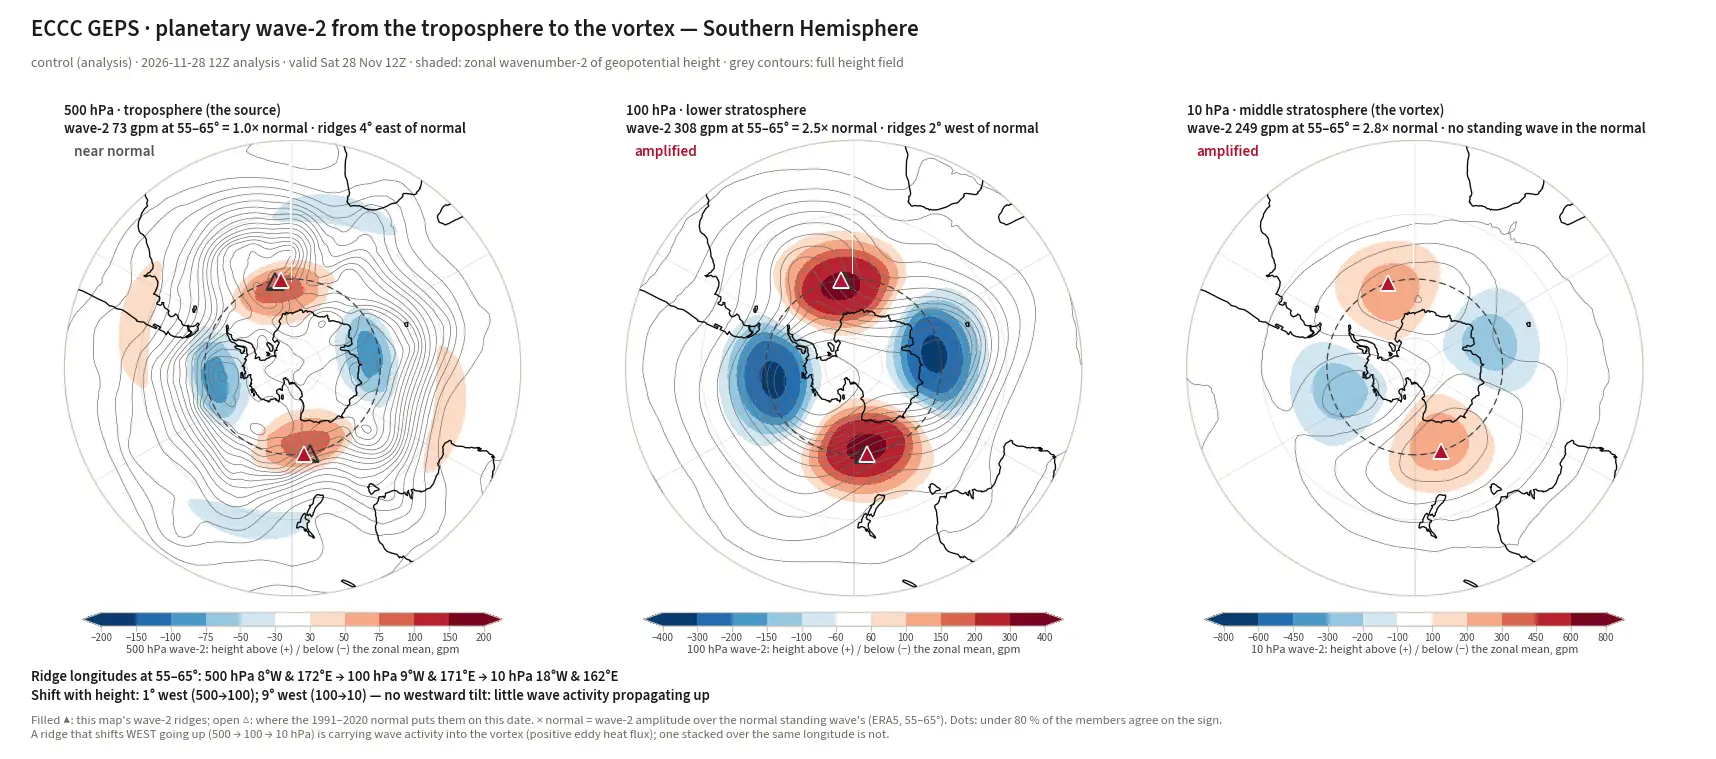 ECCC GEPS · planetary wave-2 from the troposphere to the vortex — Southern Hemisphere
control (analysis) · 2026-11-28 12Z analysis · valid Sat 28 Nov 12Z · shaded: zonal wavenumber-2 of geopotential height · grey contours: full height field
500 hPa · troposphere (the source)
wave-2 73 gpm at 55–65° = 1.0× normal · ridges 4° east of normal
near normal
100 hPa · lower stratosphere
wave-2 308 gpm at 55–65° = 2.5× normal · ridges 2° west of normal
amplified
10 hPa · middle stratosphere (the vortex)
wave-2 249 gpm at 55–65° = 2.8× normal · no standing wave in the normal
amplified
−200 −150 −100 −75 −50 −30 30 50 75 100 150 200
500 hPa wave-2: height above (+) / below (−) the zonal mean, gpm
−400 −300 −200 −150 −100 −60 60 100 150 200 300 400
100 hPa wave-2: height above (+) / below (−) the zonal mean, gpm
−800 −600 −450 −300 −200 −100 100 200 300 450 600 800
10 hPa wave-2: height above (+) / below (−) the zonal mean, gpm
Ridge longitudes at 55–65°: 500 hPa 8°W & 172°E → 100 hPa 9°W & 171°E → 10 hPa 18°W & 162°E
Shift with height: 1° west (500→100); 9° west (100→10) — no westward tilt: little wave activity propagating up
Filled ▲: this map's wave-2 ridges; open △: where the 1991–2020 normal puts them on this date. × normal = wave-2 amplitude over the normal standing wave's (ERA5, 55–65°). Dots: under 80 % of the members agree on the sign.
A ridge that shifts WEST going up (500 → 100 → 10 hPa) is carrying wave activity into the vortex (positive eddy heat flux); one stacked over the same longitude is not.